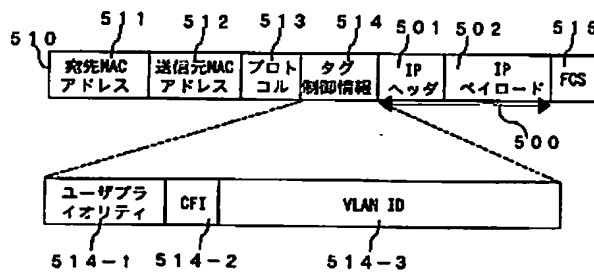 511 512 513 514 501 502 515
510
宛先MAC
アドレス
送信元MAC
アドレス
プロト
コル
タグ
制御情報
IP
ヘッダ
IP
ペイロード
FCS
500
ユーザプラ
イオリティ
CFI
VLAN ID
514-1 514-2 514-3